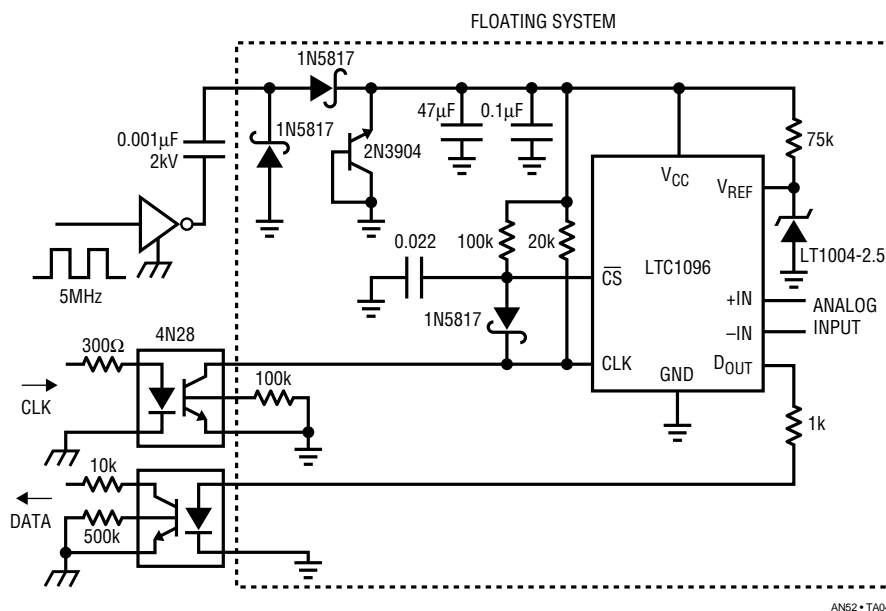 FLOATING SYSTEM
1N5817
0.001µF
2kV
1N5817
2N3904
47µF
0.1µF
75k
VCC
VREF
LT1004-2.5
5MHz
0.022
100k
20k
CS
LTC1096
+IN
–IN
ANALOG
INPUT
1N5817
CLK
GND
DOUT
300Ω
4N28
CLK
100k
1k
10k
DATA
500k